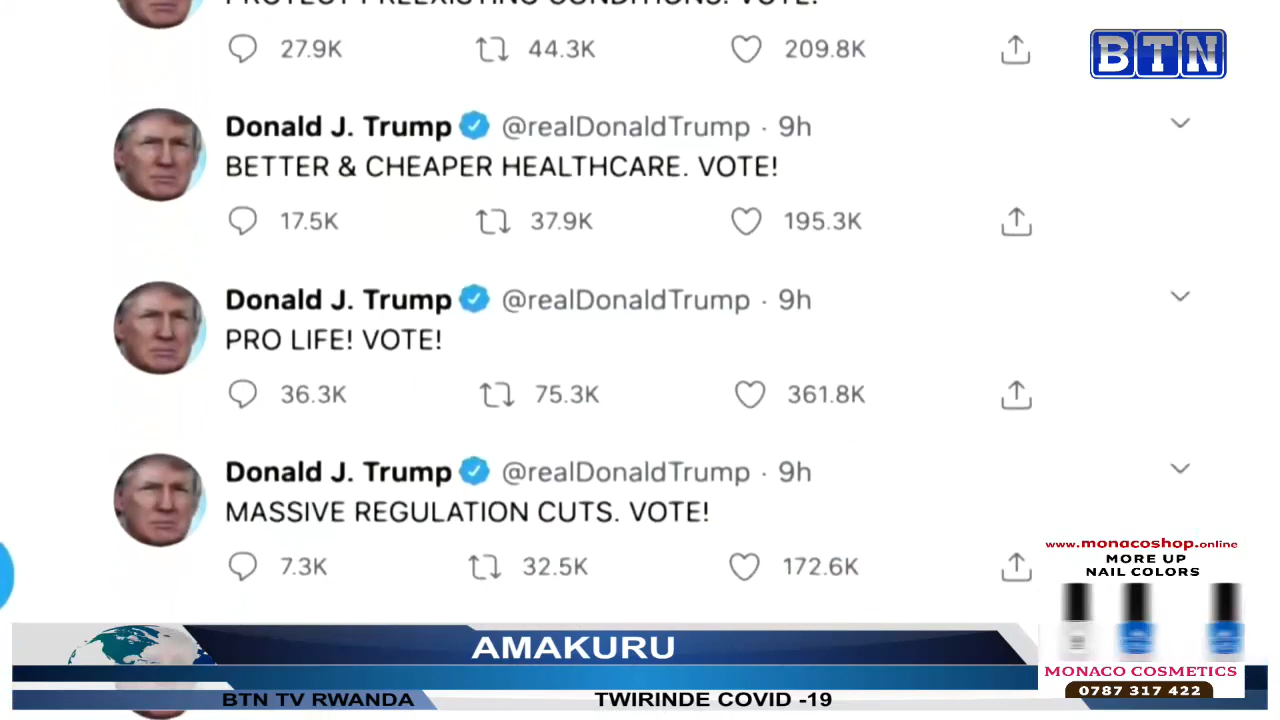 PROTECT PREEXISTING CONDITIONS. VOTE!
27.9K 44.3K 209.8K
BTN
Donald J. Trump @realDonaldTrump · 9h
BETTER & CHEAPER HEALTHCARE. VOTE!
17.5K 37.9K 195.3K
Donald J. Trump @realDonaldTrump · 9h
PRO LIFE! VOTE!
36.3K 75.3K 361.8K
Donald J. Trump @realDonaldTrump · 9h
MASSIVE REGULATION CUTS. VOTE!
7.3K 32.5K 172.6K
www.monacoshop.online
MORE UP
NAIL COLORS
MONACO COSMETICS
0787 317 422
AMAKURU
BTN TV RWANDA TWIRINDE COVID -19